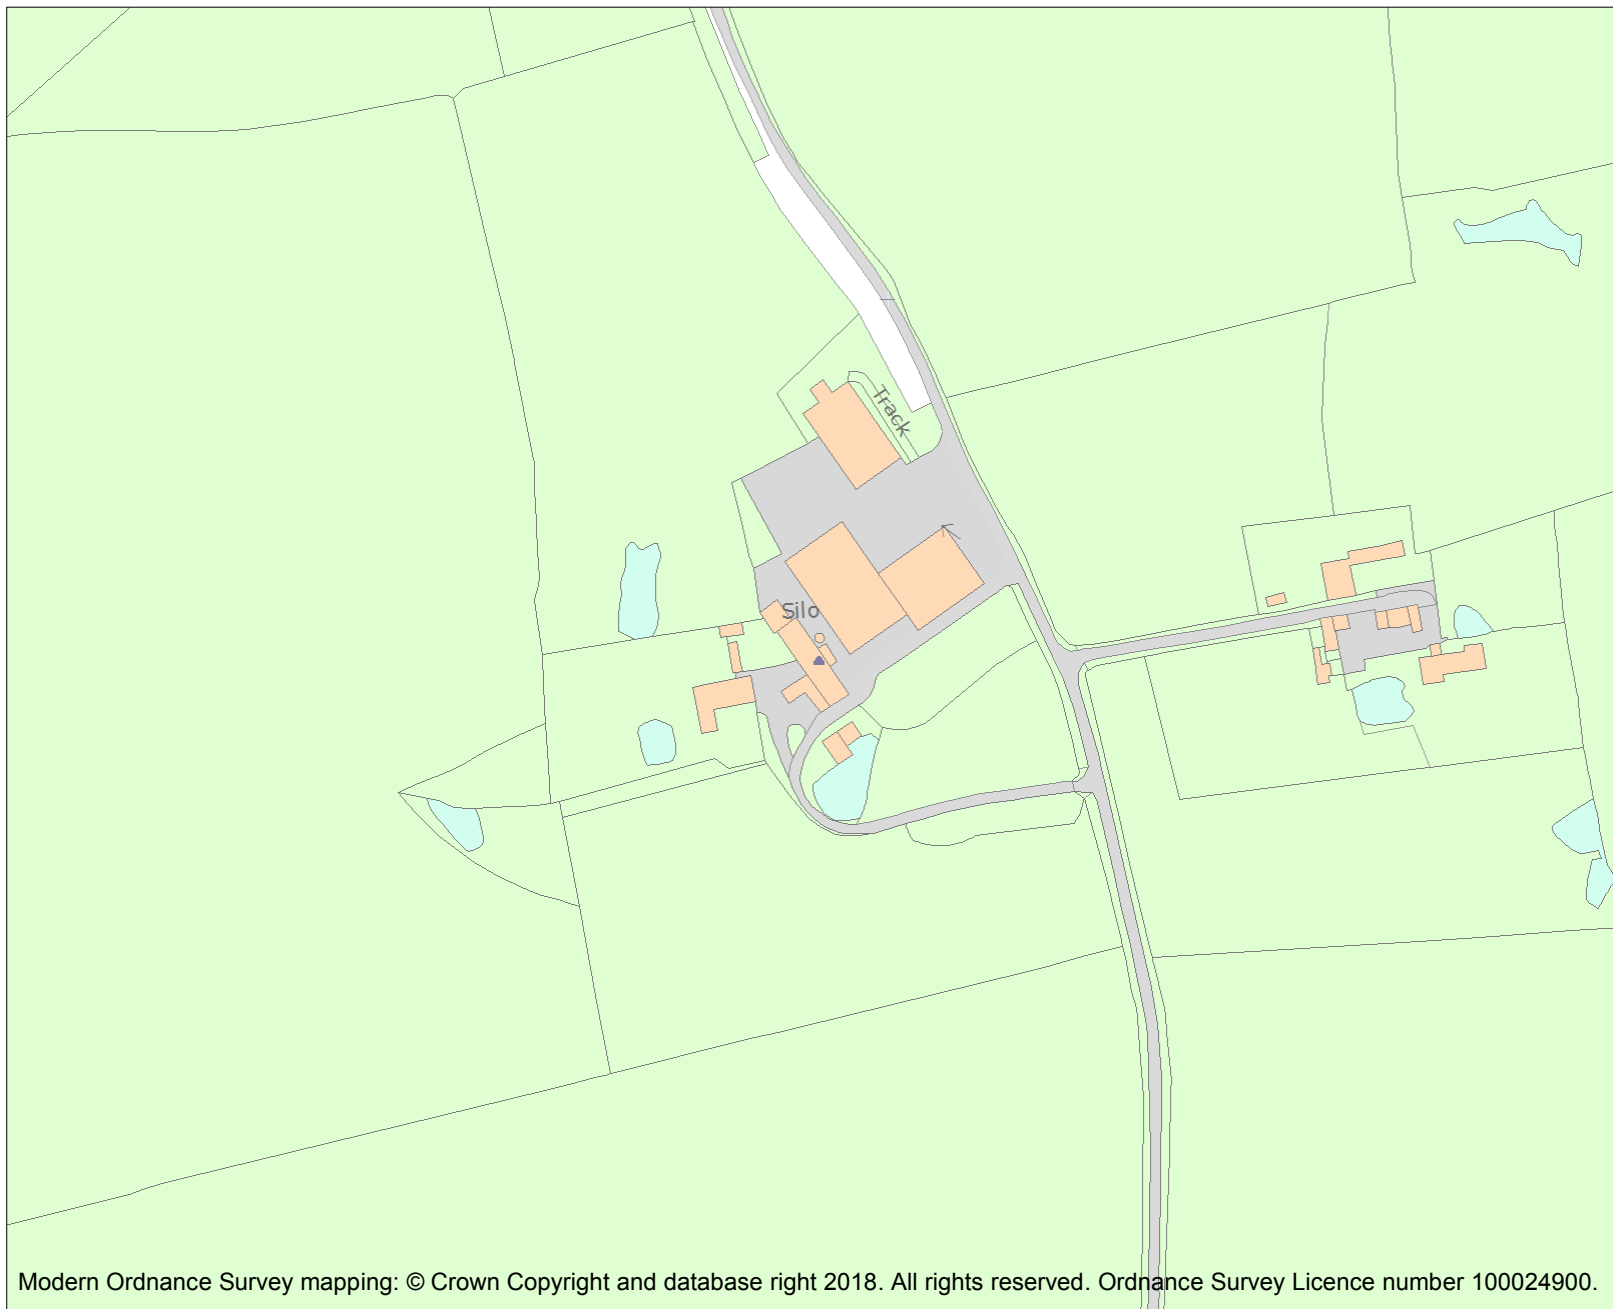 Track
Silo
Modern Ordnance Survey mapping: © Crown Copyright and database right 2018. All rights reserved. Ordnance Survey Licence number 100024900.